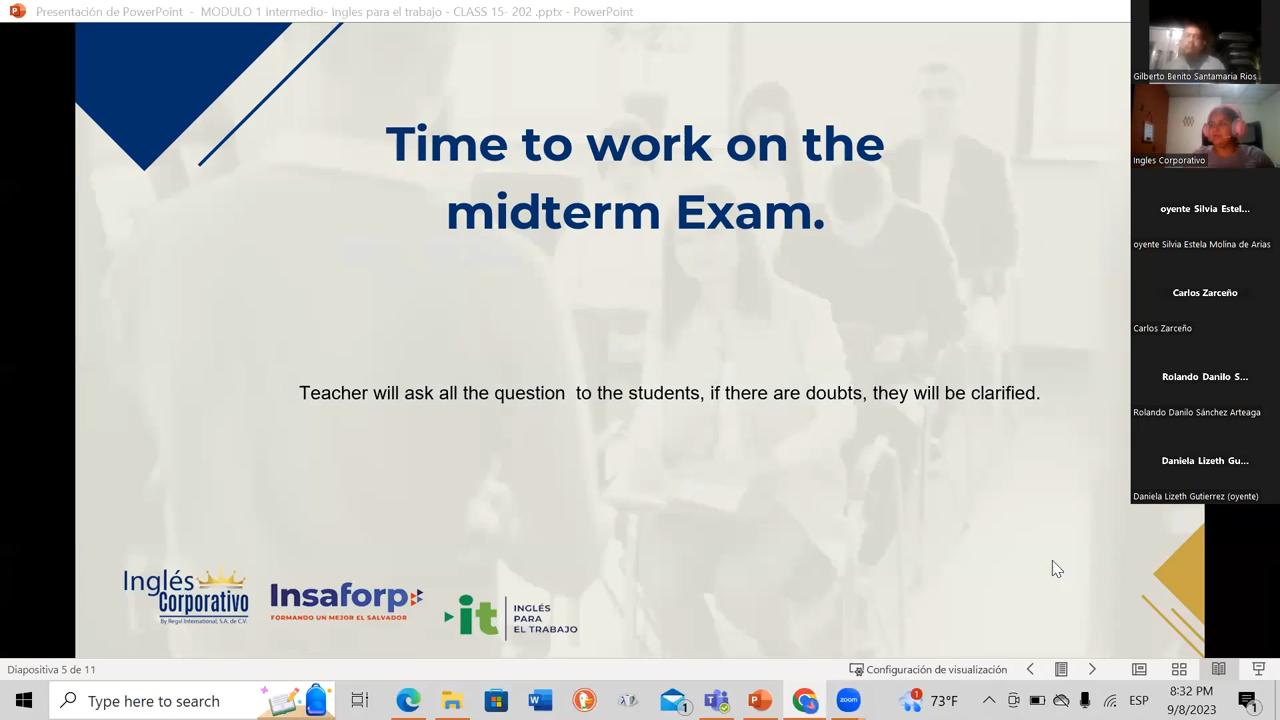 Presentación de PowerPoint - MODULO 1 Intermedio- Ingles para el trabajo - CLASS 15- 202 .pptx - PowerPoint
Time to work on the
midterm Exam.
Teacher will ask all the question  to the students, if there are doubts, they will be clarified.
Inglés
Corporativo
By Regal International, S.A. de C.V.
Insaforp
FORMANDO UN MEJOR EL SALVADOR
it
INGLÉS
PARA
EL TRABAJO
Gilberto Benito Santamaria Rios
Ingles Corporativo
oyente Silvia Estel...
oyente Silvia Estela Molina de Arias
Carlos Zarceño
Carlos Zarceño
Rolando Danilo S...
Rolando Danilo Sánchez Arteaga
Daniela Lizeth Gu...
Daniela Lizeth Gutierrez (oyente)
Diapositiva 5 de 11
Configuración de visualización
Type here to search
1
zoom
1
73°F
ESP
8:32 PM
9/8/2023
1